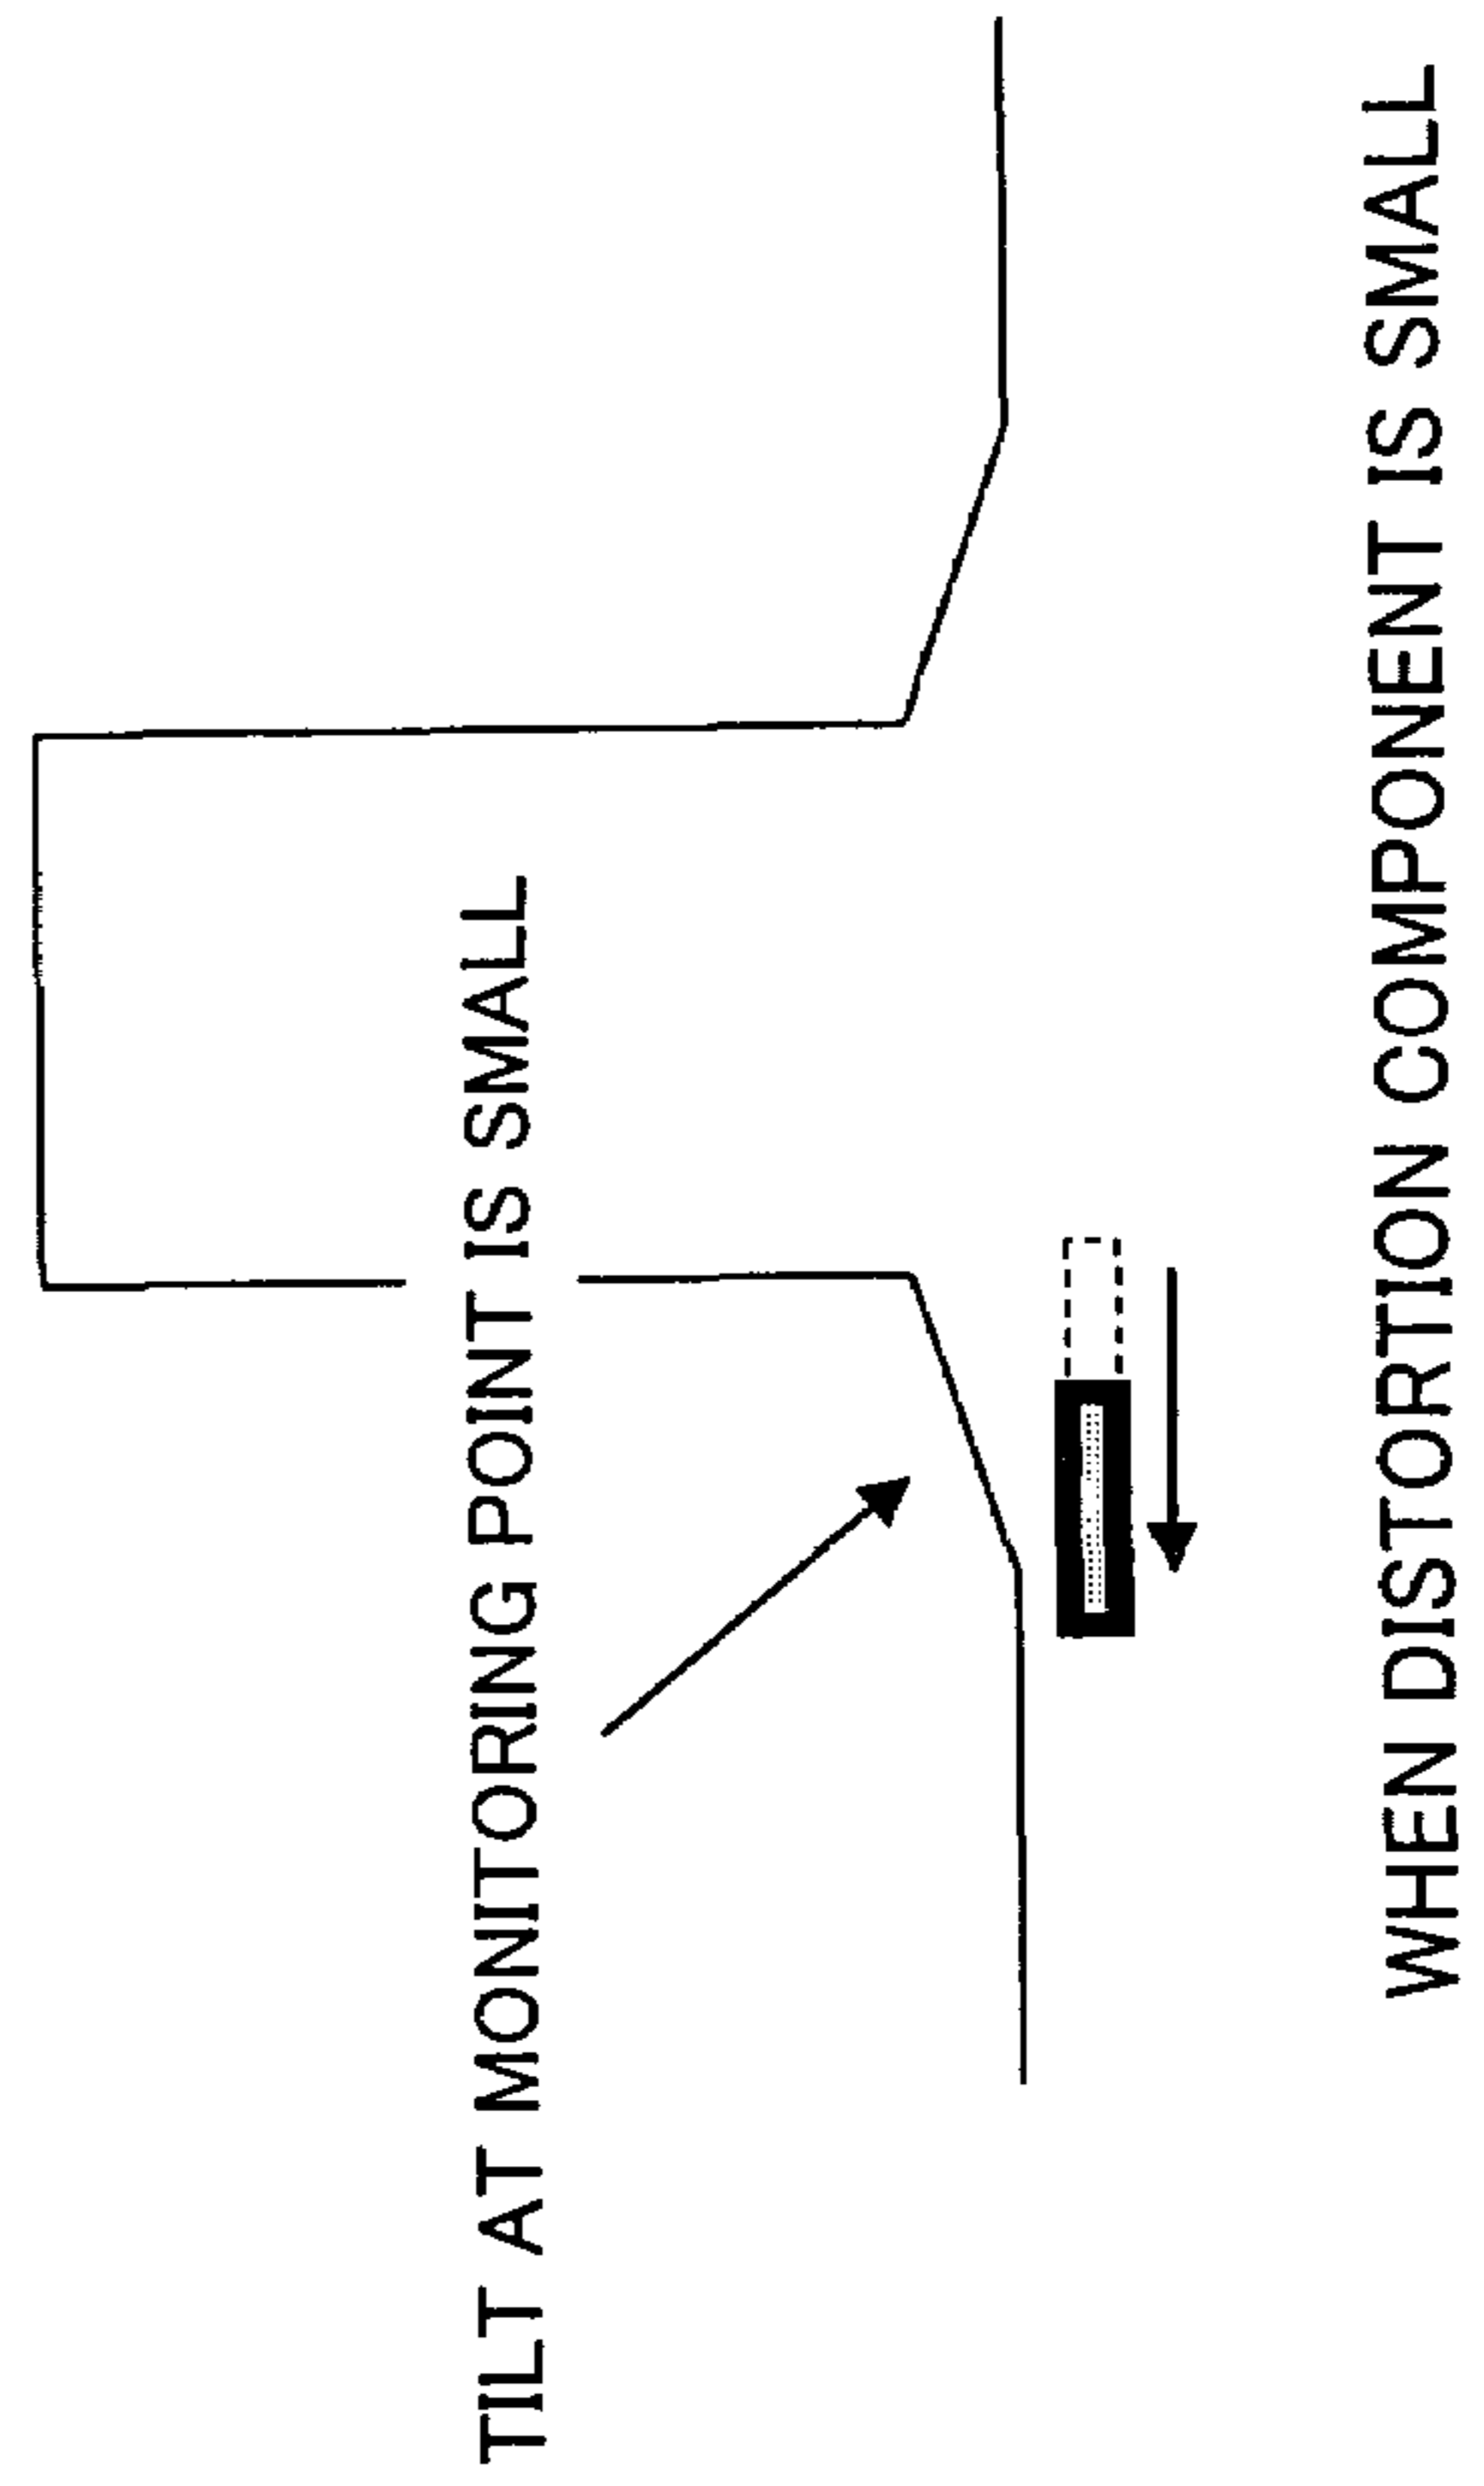 TILT AT MONITORING POINT IS SMALL
WHEN DISTORTION COMPONENT IS SMALL